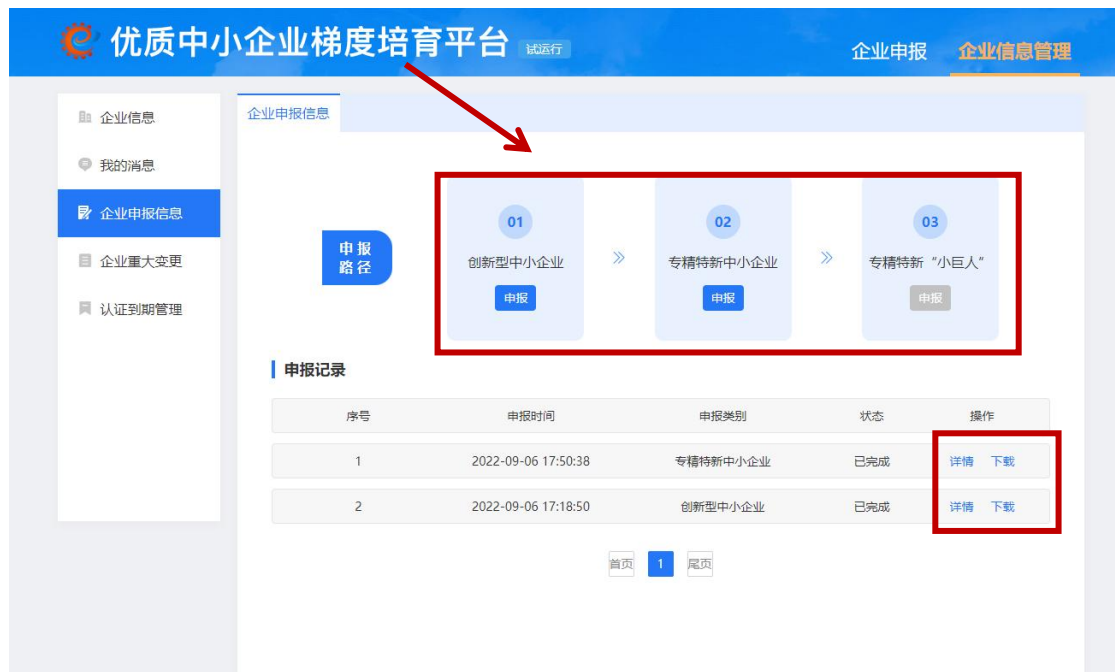 优质中小企业梯度培育平台 试运行
企业申报 企业信息管理
企业信息
我的消息
企业申报信息
企业重大变更
认证到期管理
企业申报信息
申报
路径
01
创新型中小企业
申报
02
专精特新中小企业
申报
03
专精特新“小巨人”
申报
申报记录
序号 申报时间 申报类别 状态 操作
1 2022-09-06 17:50:38 专精特新中小企业 已完成 详情 下载
2 2022-09-06 17:18:50 创新型中小企业 已完成 详情 下载
首页 1 尾页